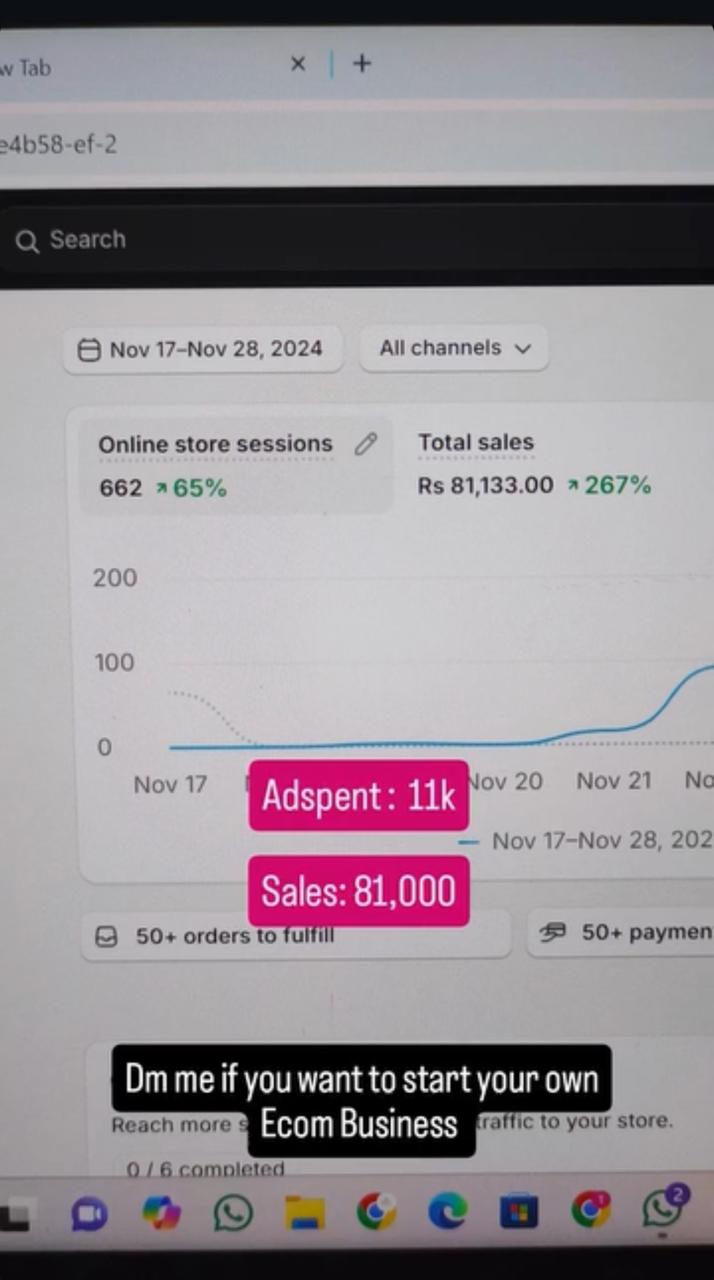 w Tab
e4b58-ef-2
Search
Nov 17–Nov 28, 2024 All channels
Online store sessions Total sales
662 65% Rs 81,133.00 267%
200
100
0
Nov 17 Nov 20 Nov 21 No
Adspent: 11k
Nov 17–Nov 28, 202
Sales: 81,000
50+ orders to fulfill 50+ paymen
Dm me if you want to start your own
Reach more s Ecom Business traffic to your store.
0 / 6 completed
1 2